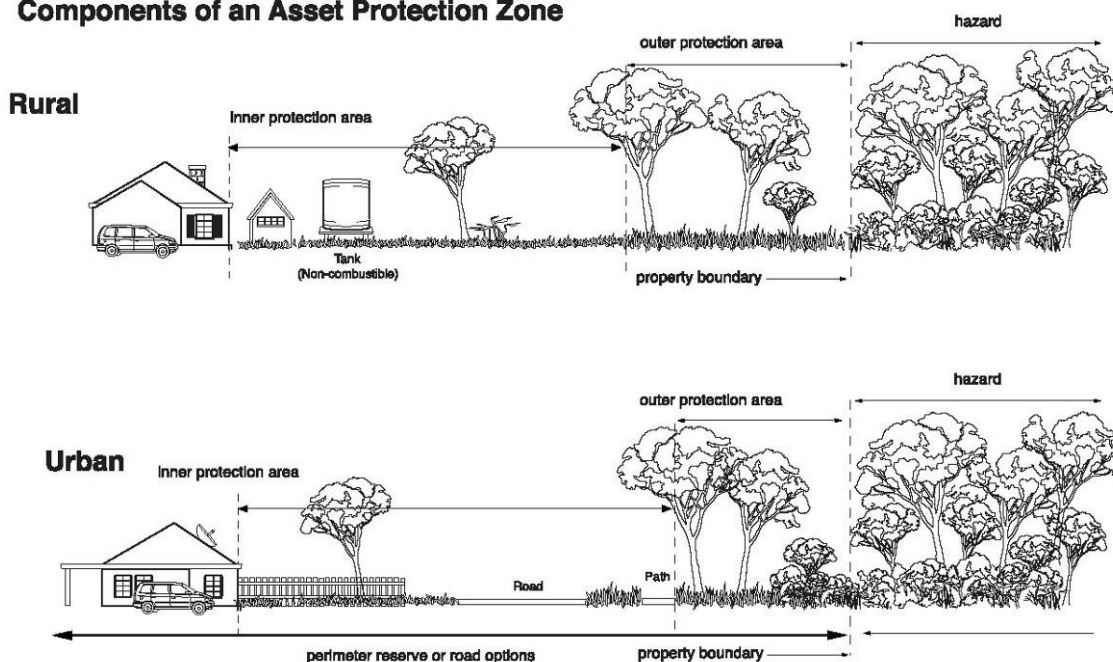 Components of an Asset Protection Zone
hazard
outer protection area
Rural
Inner protection area
Tank
(Non-combustible)
property boundary
hazard
outer protection area
Urban
Inner protection area
Path
Road
perimeter reserve or road options
property boundary